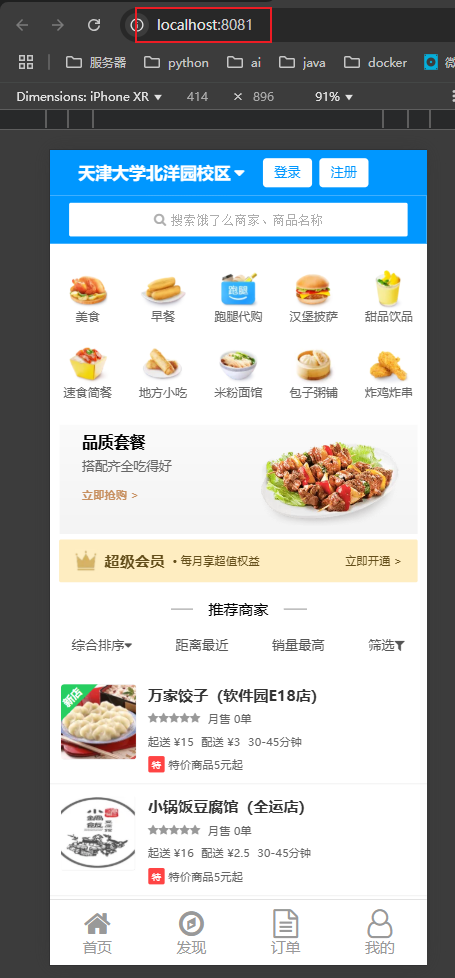 localhost:8081
服务器 python ai java docker 微
Dimensions: iPhone XR 414 × 896 91%
天津大学北洋园校区 登录 注册
搜索饿了么商家、商品名称
跑腿
美食 早餐 跑腿代购 汉堡披萨 甜品饮品
速食简餐 地方小吃 米粉面馆 包子粥铺 炸鸡炸串
品质套餐
搭配齐全吃得好
立即抢购 >
超级会员 • 每月享超值权益 立即开通 >
推荐商家
综合排序 距离最近 销量最高 筛选
新店
万家饺子（软件园E18店）
月售 0单
起送 ¥15 配送 ¥3 30-45分钟
特 特价商品5元起
小锅饭
小锅饭豆腐馆（全运店）
月售 0单
起送 ¥16 配送 ¥2.5 30-45分钟
特 特价商品5元起
首页 发现 订单 我的